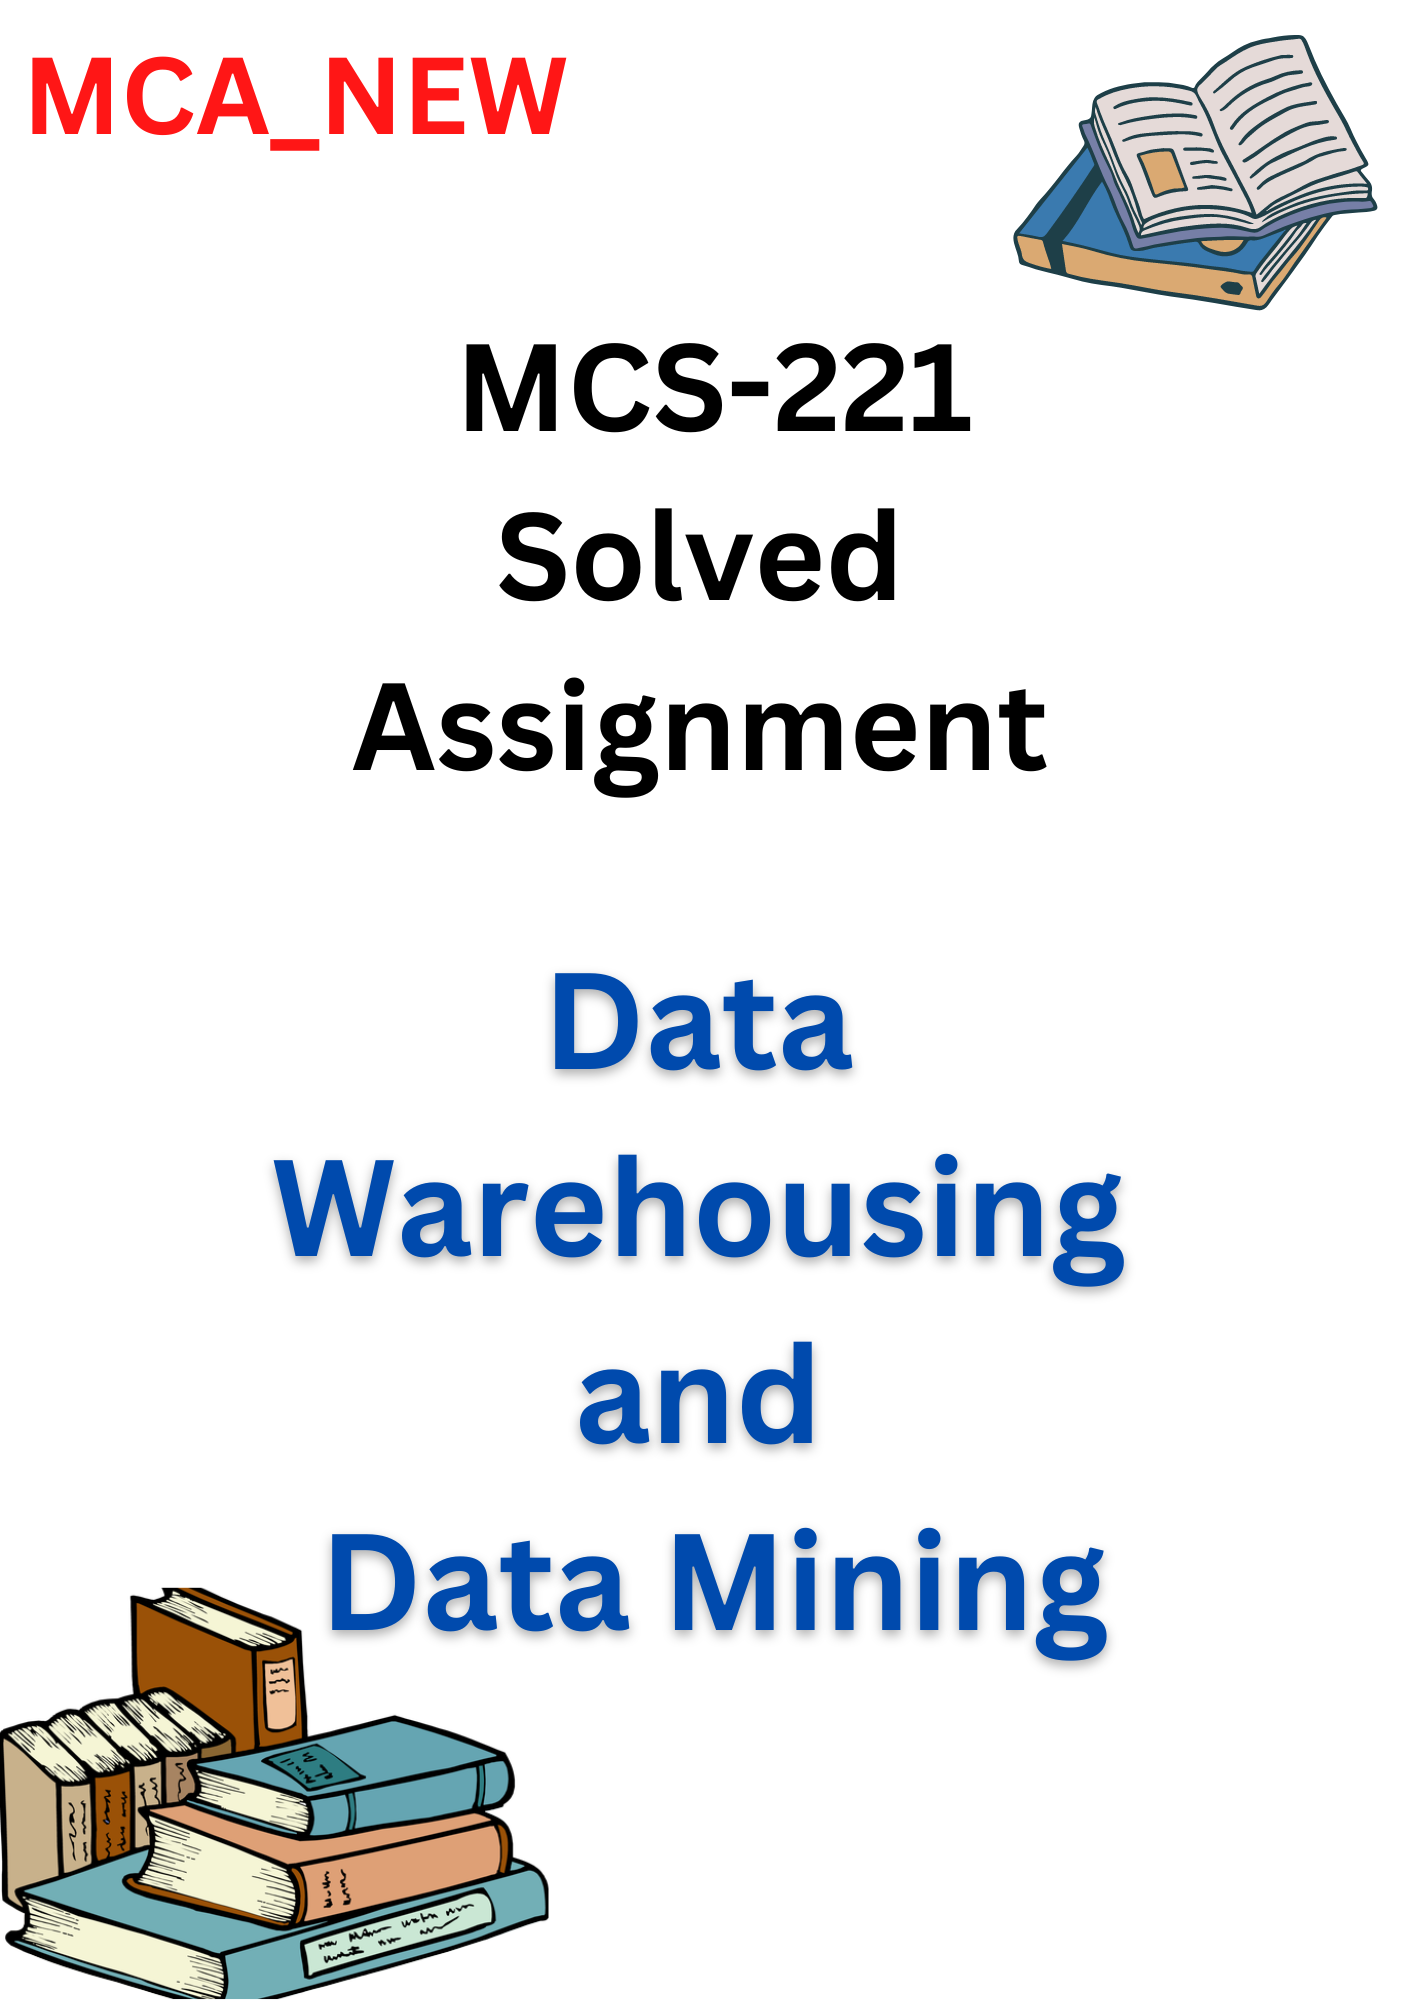 MCA_NEW
MCS-221
Solved
Assignment
Data
Warehousing
and
Data Mining